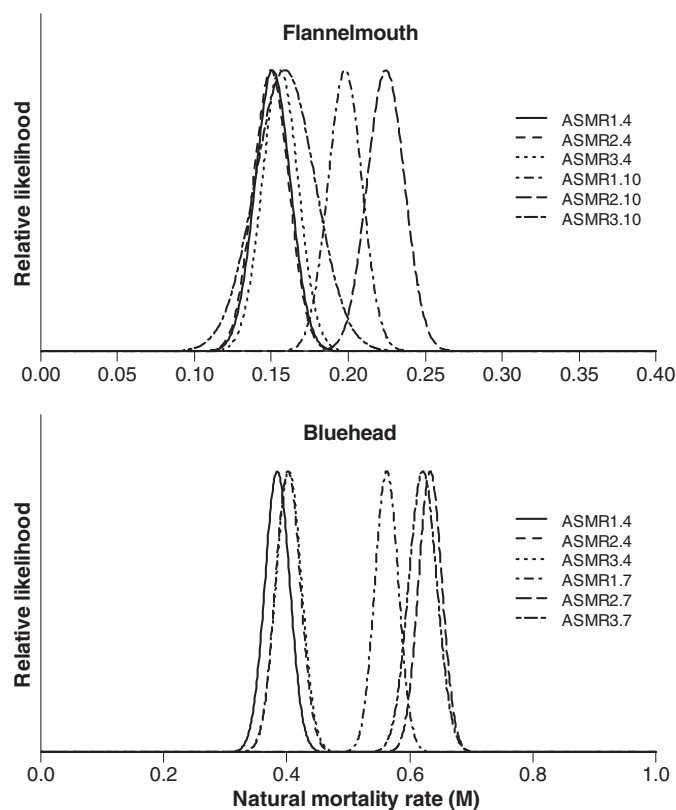 Flannelmouth
Relative likelihood
ASMR1.4
ASMR2.4
ASMR3.4
ASMR1.10
ASMR2.10
ASMR3.10
0.00 0.05 0.10 0.15 0.20 0.25 0.30 0.35 0.40
Bluehead
Relative likelihood
ASMR1.4
ASMR2.4
ASMR3.4
ASMR1.7
ASMR2.7
ASMR3.7
0.0 0.2 0.4 0.6 0.8 1.0
Natural mortality rate (M)